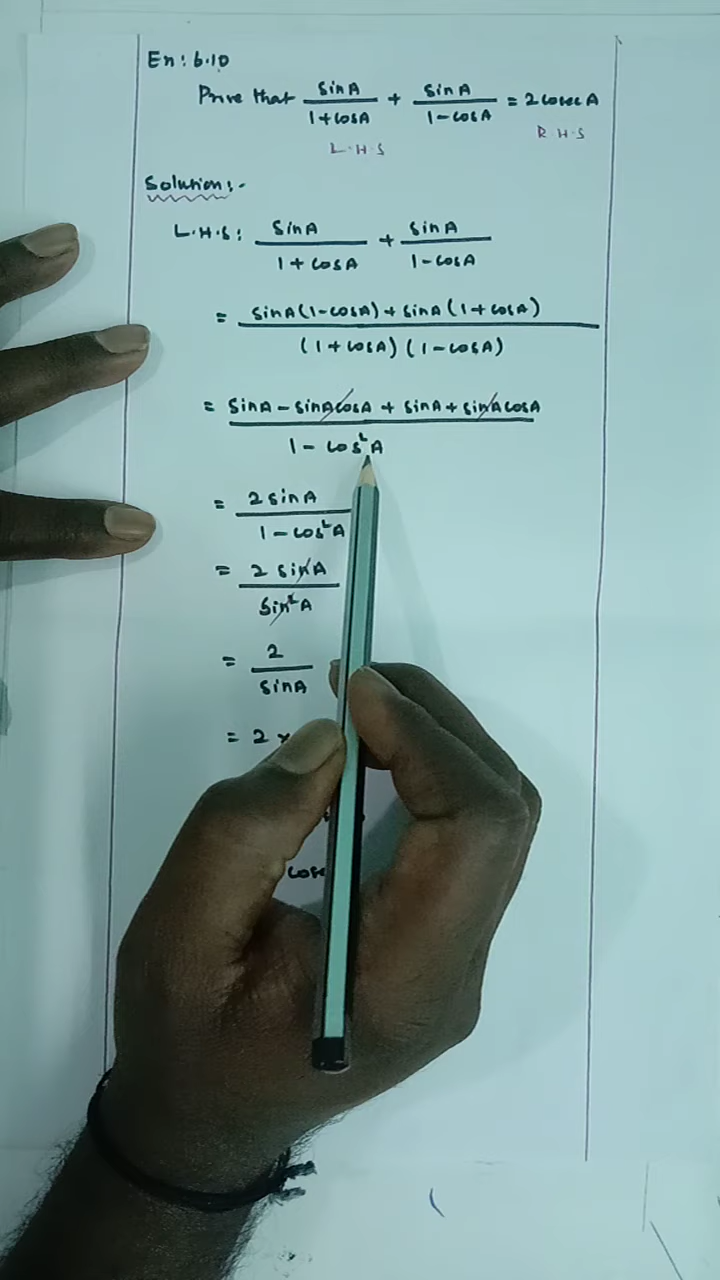 Ex: 6.10
Prove that sinA/1+cosA + sinA/1-cosA = 2cosecA
L.H.S R.H.S
Solution:-
L.H.S: sinA/1+cosA + sinA/1-cosA
= sinA(1-cosA)+sinA(1+cosA)/(1+cosA)(1-cosA)
= sinA-sinAcosA+sinA+sinAcosA/1-cos²A
= 2sinA/1-cos²A
= 2sinA/sin²A
= 2/sinA
= 2×